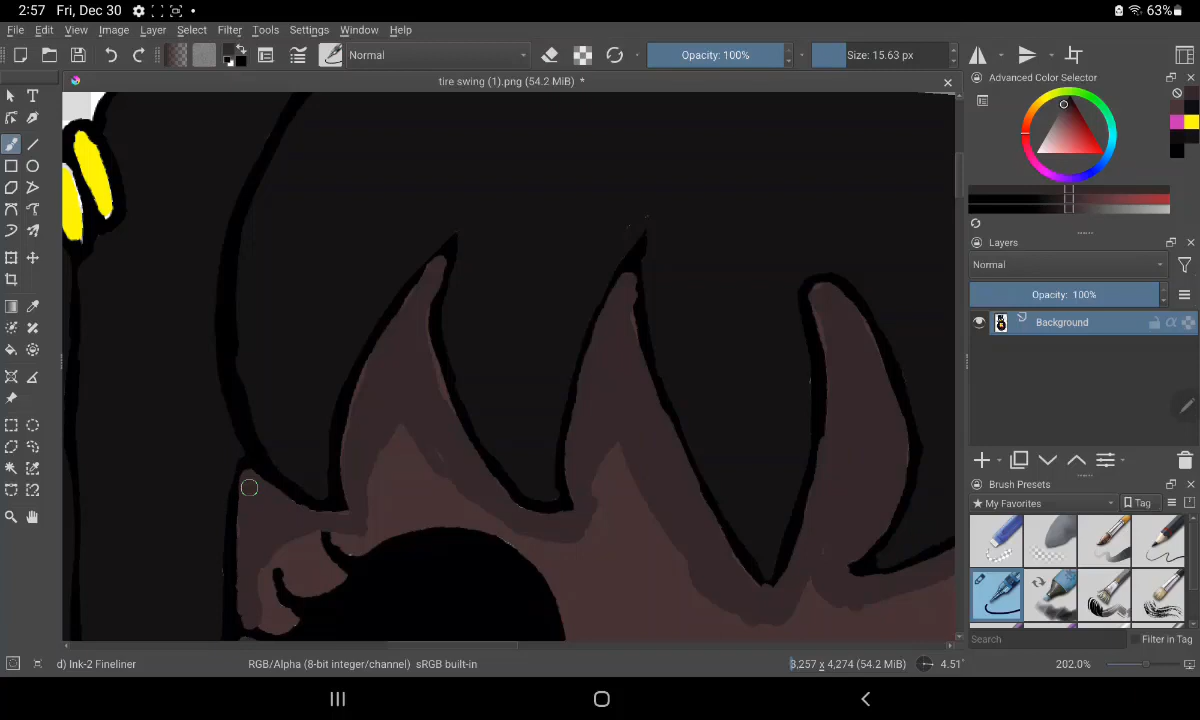 2:57 Fri, Dec 30 63%
File Edit View Image Layer Select Filter Tools Settings Window Help
Normal Opacity: 100% Size: 15.63 px
tire swing (1).png (54.2 MiB) *
Advanced Color Selector
Layers
Normal
Opacity: 100%
Background
Brush Presets
My Favorites Tag
Search Filter in Tag
d) Ink-2 Fineliner RGB/Alpha (8-bit integer/channel) sRGB built-in 3,257 x 4,274 (54.2 MiB) 4.51° 202.0%